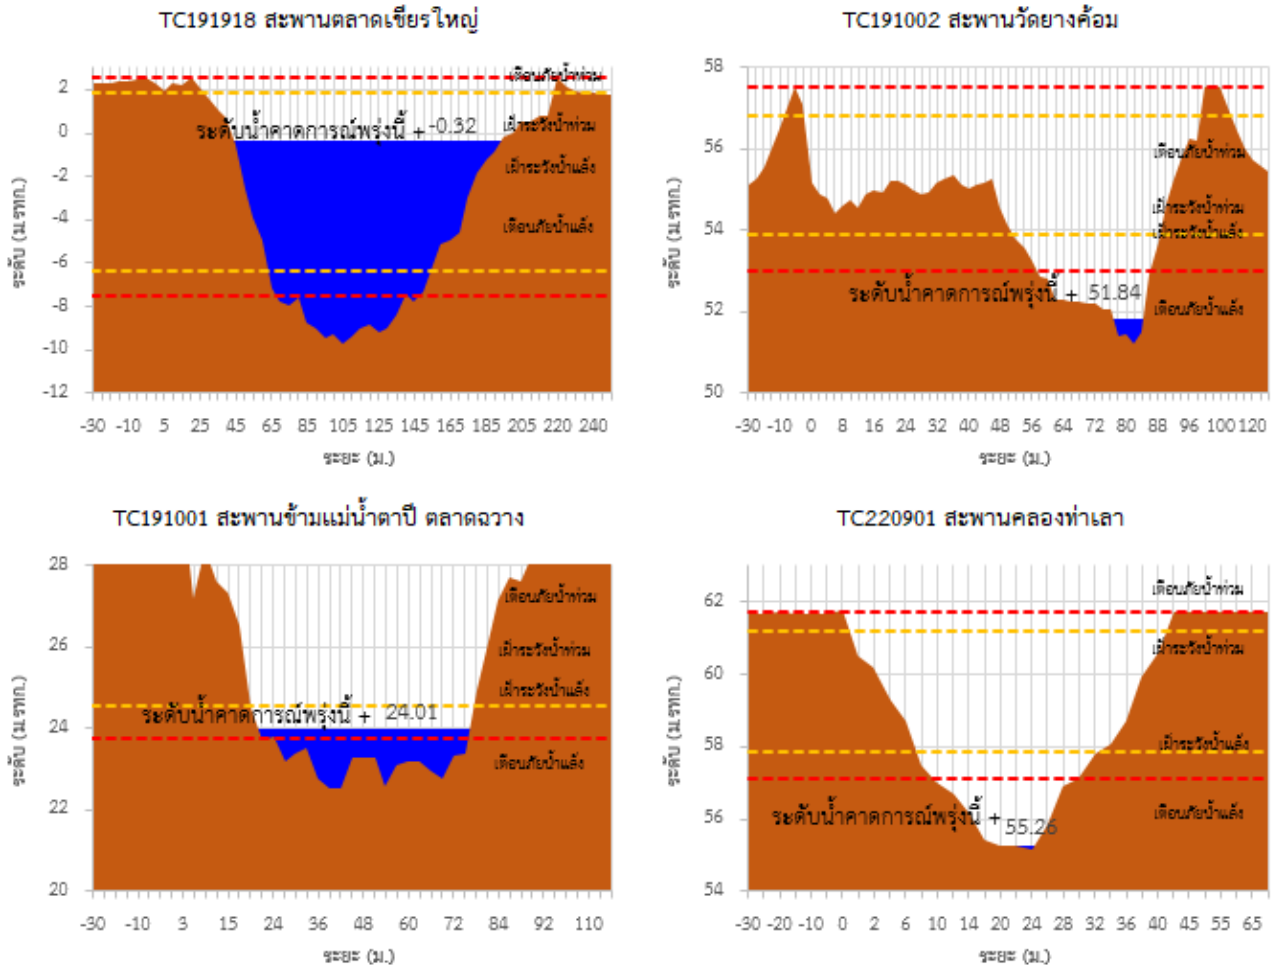 TC191918 สะพานตลาดเชียรใหญ่
2
0
-2
-4
-6
-8
-10
-12
ระดับ (ม.รทก.)
เตือนภัยน้ำท่วม
เฝ้าระวังน้ำท่วม
ระดับน้ำคาดการณ์พรุ่งนี้ + -0.32
เฝ้าระวังน้ำแล้ง
เตือนภัยน้ำแล้ง
-30 -10 5 25 45 65 85 105 125 145 165 185 205 220 240
ระยะ (ม.)
TC191002 สะพานวัดยางค้อม
58
56
54
52
50
ระดับ (ม.รทก.)
เตือนภัยน้ำท่วม
เฝ้าระวังน้ำท่วม
เฝ้าระวังน้ำแล้ง
ระดับน้ำคาดการณ์พรุ่งนี้ + 51.84
เตือนภัยน้ำแล้ง
-30 -10 0 8 16 24 32 40 48 56 64 72 80 88 96 100 120
ระยะ (ม.)
TC191001 สะพานข้ามแม่น้ำตาปี ตลาดฉวาง
28
26
24
22
20
ระดับ (ม.รทก.)
เตือนภัยน้ำท่วม
เฝ้าระวังน้ำท่วม
เฝ้าระวังน้ำแล้ง
ระดับน้ำคาดการณ์พรุ่งนี้ + 24.01
เตือนภัยน้ำแล้ง
-30 -10 3 15 24 36 48 60 72 84 92 110
ระยะ (ม.)
TC220901 สะพานคลองท่าเลา
62
60
58
56
54
ระดับ (ม.รทก.)
เตือนภัยน้ำท่วม
เฝ้าระวังน้ำท่วม
เฝ้าระวังน้ำแล้ง
ระดับน้ำคาดการณ์พรุ่งนี้ + 55.26
เตือนภัยน้ำแล้ง
-30 -20 0 2 6 10 14 20 24 28 32 36 40 45 55 65
ระยะ (ม.)